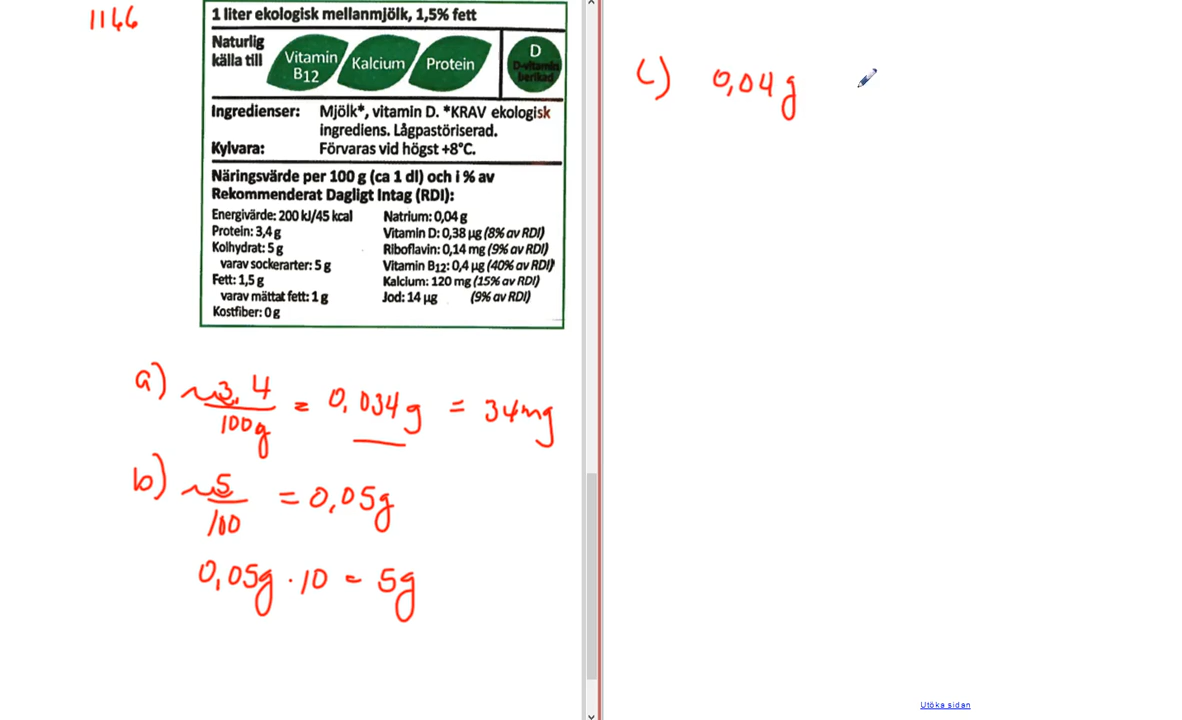 1146
1 liter ekologisk mellanmjölk, 1,5% fett
Naturlig
källa till
Vitamin
B12
Kalcium
Protein
D
D-vitamin
berikad
Ingredienser: Mjölk*, vitamin D. *KRAV ekologisk
ingrediens. Lågpastöriserad.
Kylvara: Förvaras vid högst +8°C.
Näringsvärde per 100 g (ca 1 dl) och i % av
Rekommenderat Dagligt Intag (RDI):
Energivärde: 200 kJ/45 kcal
Protein: 3,4 g
Kolhydrat: 5 g
varav sockerarter: 5 g
Fett: 1,5 g
varav mättat fett: 1 g
Kostfiber: 0 g
Natrium: 0,04 g
Vitamin D: 0,38 µg (8% av RDI)
Riboflavin: 0,14 mg (9% av RDI)
Vitamin B12: 0,4 µg (40% av RDI)
Kalcium: 120 mg (15% av RDI)
Jod: 14 µg (9% av RDI)
a) ~3,4/100g = 0,034g = 34mg
b) ~5/100 = 0,05g
0,05g · 10 = 5g
c) 0,04g
Utöka sidan